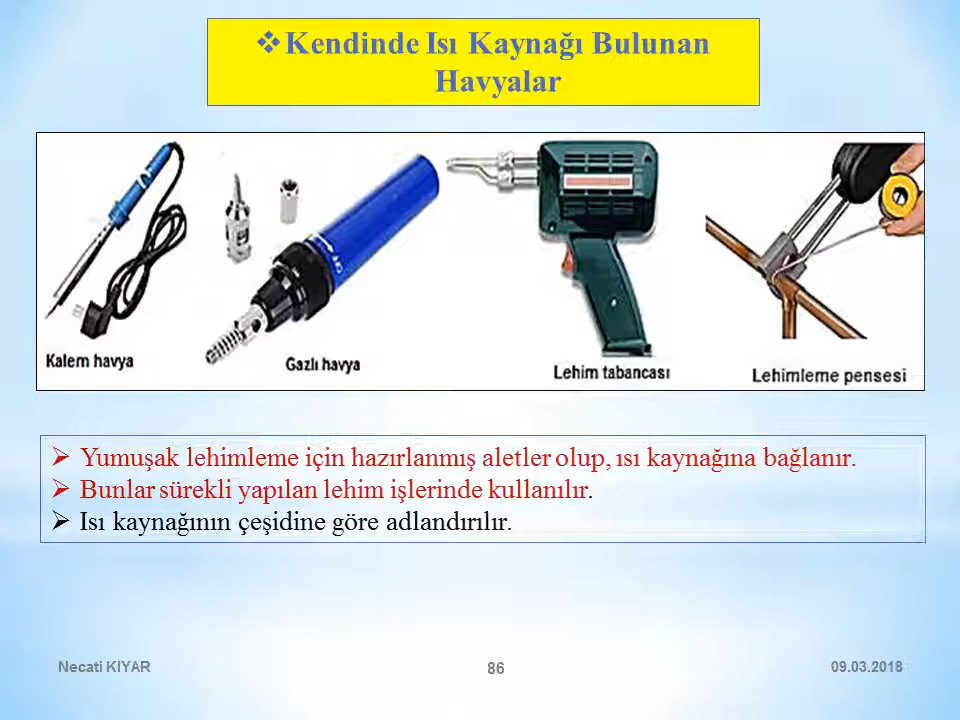 ❖Kendinde Isı Kaynağı Bulunan
Havyalar
Kalem havya
Gazlı havya
Lehim tabancası
Lehimleme pensesi
➢ Yumuşak lehimleme için hazırlanmış aletler olup, ısı kaynağına bağlanır.
➢ Bunlar sürekli yapılan lehim işlerinde kullanılır.
➢ Isı kaynağının çeşidine göre adlandırılır.
Necati KIYAR
86
09.03.2018